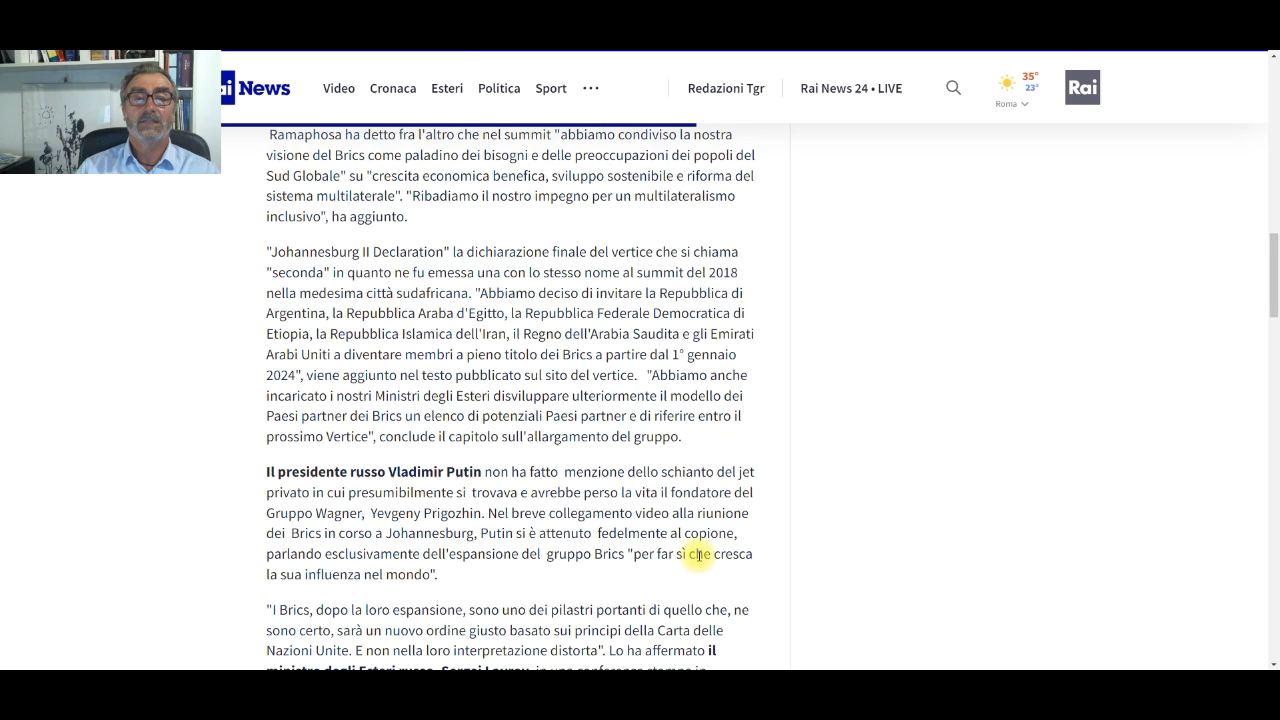 ai News
Video Cronaca Esteri Politica Sport ••• Redazioni Tgr Rai News 24 • LIVE 35° 23° Roma Rai
Ramaphosa ha detto fra l'altro che nel summit "abbiamo condiviso la nostra
visione del Brics come paladino dei bisogni e delle preoccupazioni dei popoli del
Sud Globale" su "crescita economica benefica, sviluppo sostenibile e riforma del
sistema multilaterale". "Ribadiamo il nostro impegno per un multilateralismo
inclusivo", ha aggiunto.
"Johannesburg II Declaration" la dichiarazione finale del vertice che si chiama
"seconda" in quanto ne fu emessa una con lo stesso nome al summit del 2018
nella medesima città sudafricana. "Abbiamo deciso di invitare la Repubblica di
Argentina, la Repubblica Araba d'Egitto, la Repubblica Federale Democratica di
Etiopia, la Repubblica Islamica dell'Iran, il Regno dell'Arabia Saudita e gli Emirati
Arabi Uniti a diventare membri a pieno titolo dei Brics a partire dal 1° gennaio
2024", viene aggiunto nel testo pubblicato sul sito del vertice. "Abbiamo anche
incaricato i nostri Ministri degli Esteri disviluppare ulteriormente il modello dei
Paesi partner dei Brics un elenco di potenziali Paesi partner e di riferire entro il
prossimo Vertice", conclude il capitolo sull'allargamento del gruppo.
Il presidente russo Vladimir Putin non ha fatto menzione dello schianto del jet
privato in cui presumibilmente si trovava e avrebbe perso la vita il fondatore del
Gruppo Wagner, Yevgeny Prigozhin. Nel breve collegamento video alla riunione
dei Brics in corso a Johannesburg, Putin si è attenuto fedelmente al copione,
parlando esclusivamente dell'espansione del gruppo Brics "per far sì che cresca
la sua influenza nel mondo".
"I Brics, dopo la loro espansione, sono uno dei pilastri portanti di quello che, ne
sono certo, sarà un nuovo ordine giusto basato sui principi della Carta delle
Nazioni Unite. E non nella loro interpretazione distorta". Lo ha affermato il
ministro degli Esteri russo, Sergei Lavrov, in una conferenza stampa in